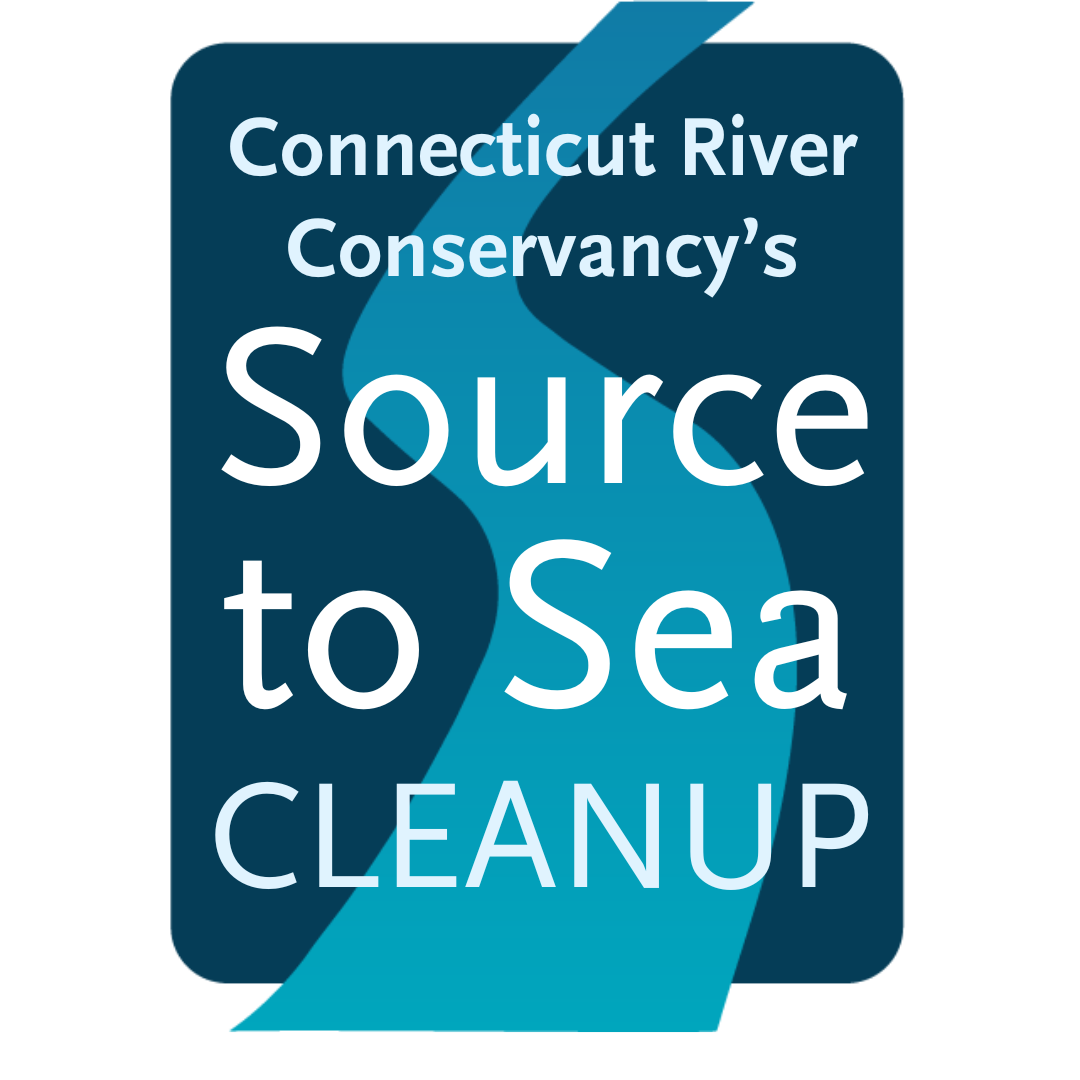 Connecticut River
Conservancy’s
Source
to Sea
CLEANUP